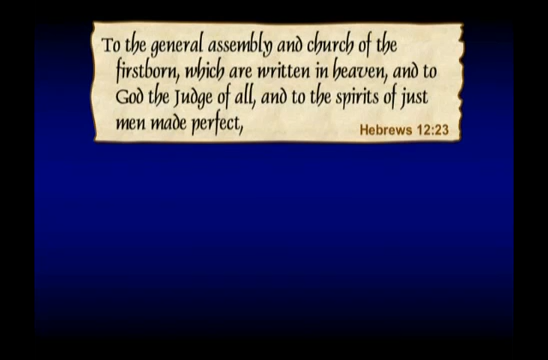 To the general assembly and church of the
firstborn, which are written in heaven, and to
God the Judge of all, and to the spirits of just
men made perfect,
Hebrews 12:23